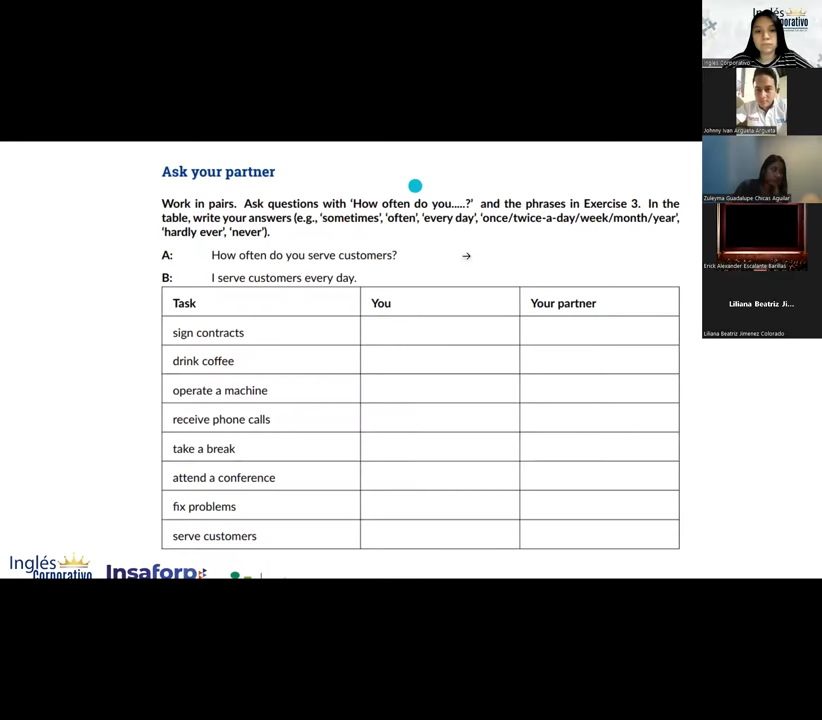 Inglés
Corporativo
Inglés Corporativo
Johnny Ivan Argueta Argueta
Zuleyma Guadalupe Chicas Aguilar
Erick Alexander Escalante Barillas
Liliana Beatriz Ji...
Liliana Beatriz Jimenez Colorado
Ask your partner
Work in pairs. Ask questions with ‘How often do you.....?’ and the phrases in Exercise 3. In the
table, write your answers (e.g., ‘sometimes’, ‘often’, ‘every day’, ‘once/twice-a-day/week/month/year’,
‘hardly ever’, ‘never’).
A: How often do you serve customers? →
B: I serve customers every day.
Task You Your partner
sign contracts
drink coffee
operate a machine
receive phone calls
take a break
attend a conference
fix problems
serve customers
Inglés
Corporativo
Insaforp